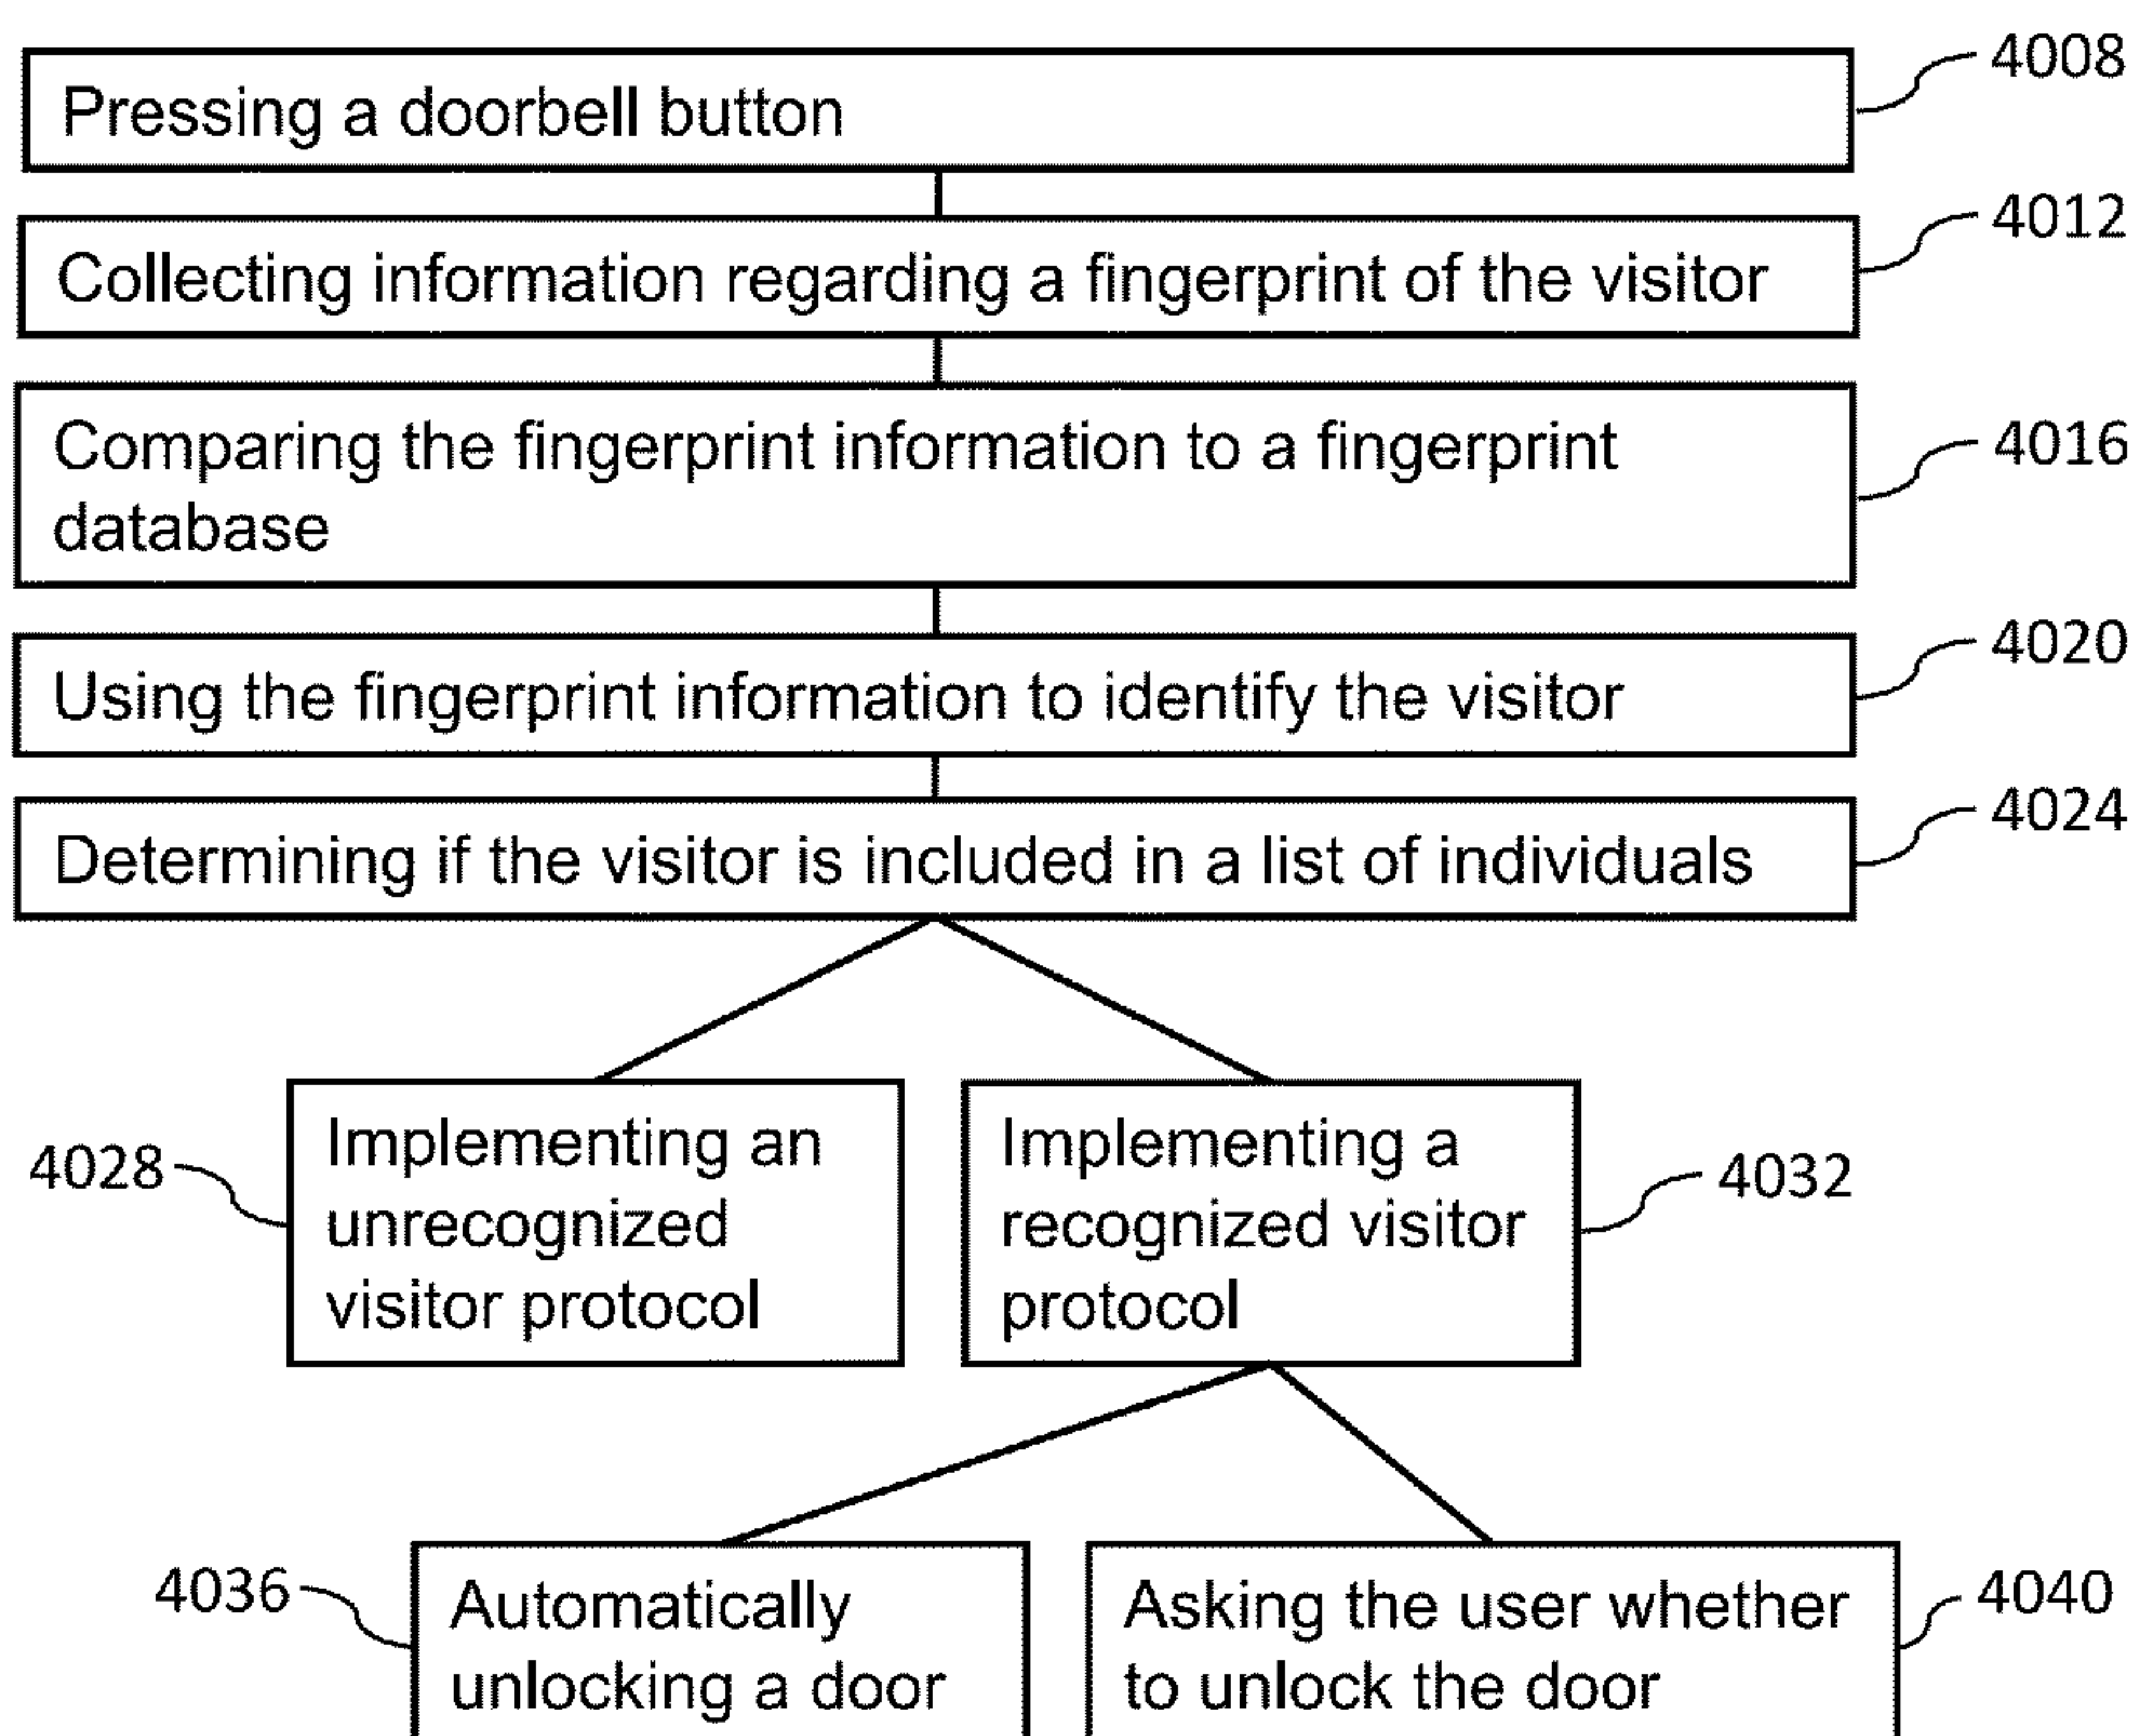 4008
Pressing a doorbell button
4012
Collecting information regarding a fingerprint of the visitor
4016
Comparing the fingerprint information to a fingerprint
database
4020
Using the fingerprint information to identify the visitor
4024
Determining if the visitor is included in a list of individuals
4028
Implementing an
unrecognized
visitor protocol
Implementing a
recognized visitor
protocol
4032
4036
Automatically
unlocking a door
Asking the user whether
to unlock the door
4040